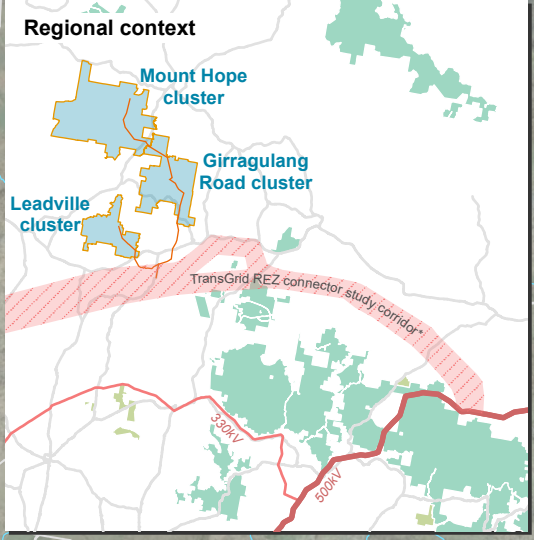 Regional context
Mount Hope
cluster
Girragulang
Road cluster
Leadville
cluster
TransGrid REZ connector study corridor*
330kV
500kV